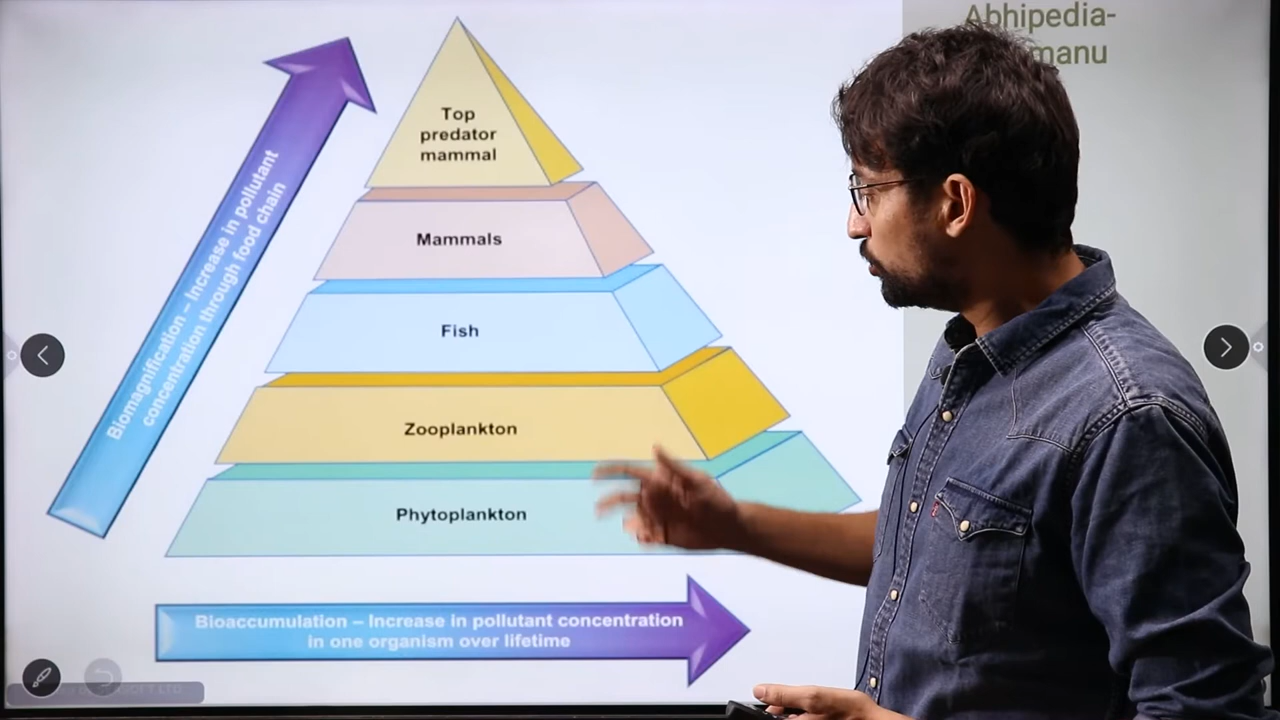 Abhipedia-
manu
Top
predator
mammal
Mammals
Fish
Zooplankton
Phytoplankton
Biomagnification – Increase in pollutant
concentration through food chain
Bioaccumulation – Increase in pollutant concentration
in one organism over lifetime